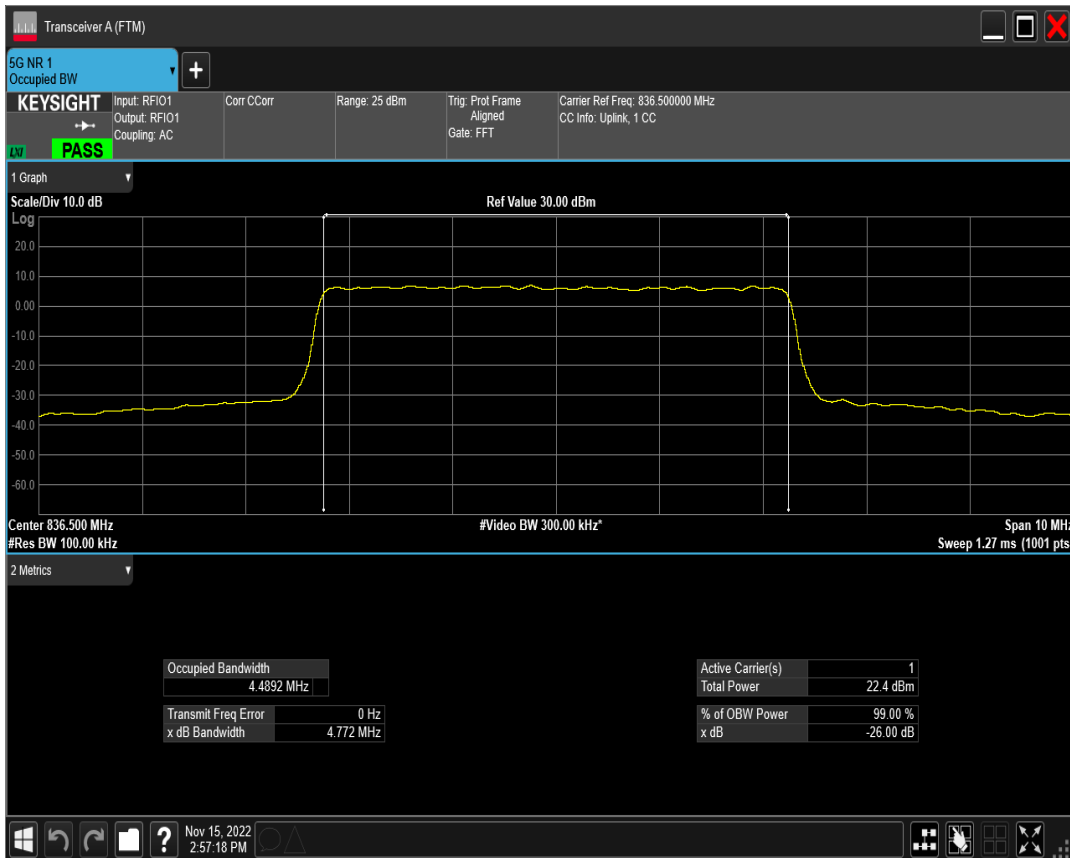 Transceiver A (FTM)
5G NR 1
Occupied BW
+
KEYSIGHT
LXI
PASS
Input: RFIO1
Output: RFIO1
Coupling: AC
Corr CCorr
Range: 25 dBm
Trig: Prot Frame
Aligned
Gate: FFT
Carrier Ref Freq: 836.500000 MHz
CC Info: Uplink, 1 CC
1 Graph
Scale/Div 10.0 dB
Ref Value 30.00 dBm
Log
20.0
10.0
0.00
-10.0
-20.0
-30.0
-40.0
-50.0
-60.0
Center 836.500 MHz
#Video BW 300.00 kHz*
Span 10 MHz
#Res BW 100.00 kHz
Sweep 1.27 ms (1001 pts
2 Metrics
Occupied Bandwidth
4.4892 MHz
Transmit Freq Error 0 Hz
x dB Bandwidth 4.772 MHz
Active Carrier(s) 1
Total Power 22.4 dBm
% of OBW Power 99.00 %
x dB -26.00 dB
?
Nov 15, 2022
2:57:18 PM